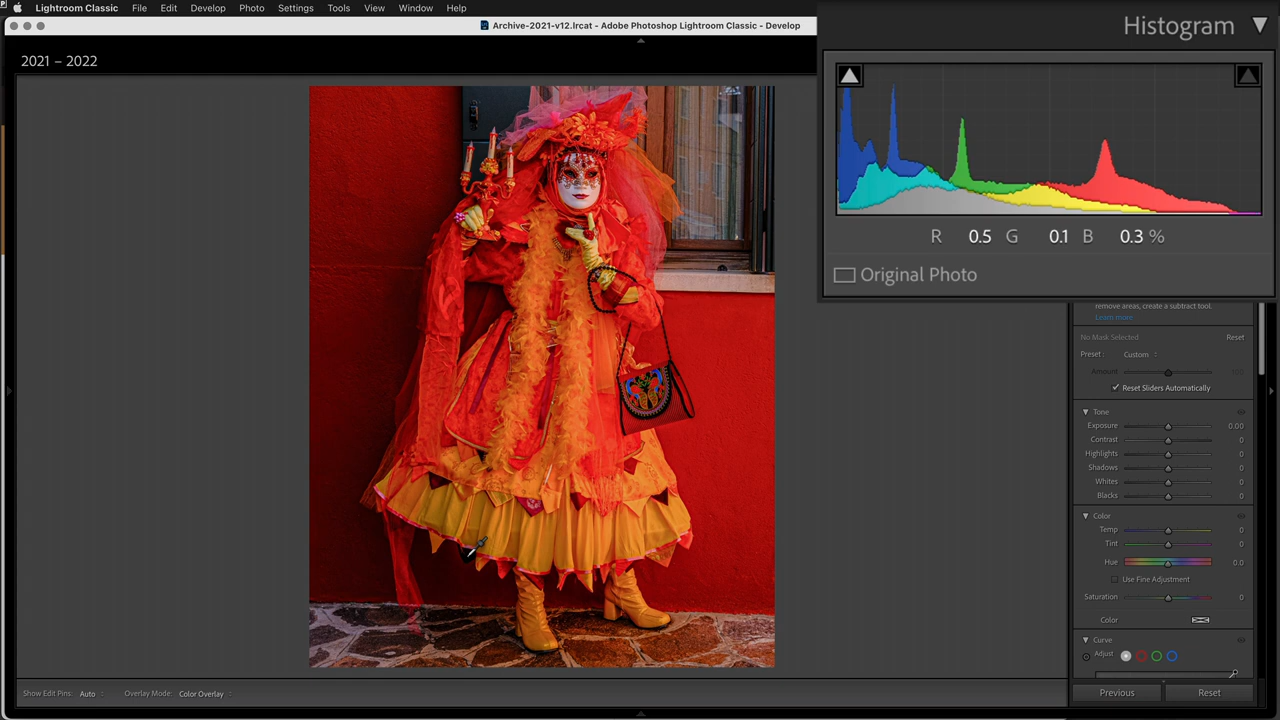 Lightroom Classic File Edit Develop Photo Settings Tools View Window Help
Archive-2021-v12.lrcat - Adobe Photoshop Lightroom Classic - Develop
Histogram
2021 – 2022
R 0.5 G 0.1 B 0.3 %
Original Photo
remove areas, create a subtract tool.
Learn more
No Mask Selected Reset
Preset : Custom
Amount 100
Reset Sliders Automatically
Tone
Exposure 0.00
Contrast 0
Highlights 0
Shadows 0
Whites 0
Blacks 0
Color
Temp 0
Tint 0
Hue 0.0
Use Fine Adjustment
Saturation 0
Color
Curve
Adjust
Show Edit Pins: Auto Overlay Mode: Color Overlay
Previous Reset